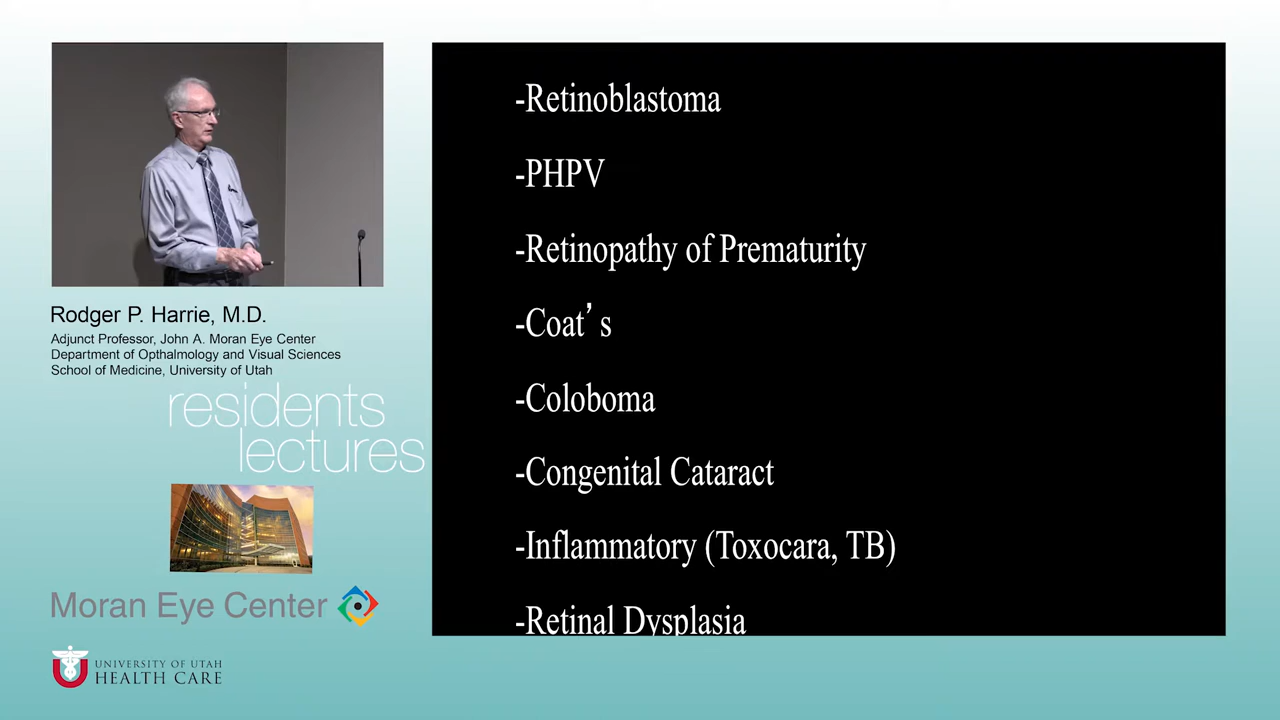 Rodger P. Harrie, M.D.
Adjunct Professor, John A. Moran Eye Center
Department of Opthalmology and Visual Sciences
School of Medicine, University of Utah
residents
lectures
Moran Eye Center
UNIVERSITY OF UTAH
HEALTH CARE
-Retinoblastoma
-PHPV
-Retinopathy of Prematurity
-Coat’s
-Coloboma
-Congenital Cataract
-Inflammatory (Toxocara, TB)
-Retinal Dysplasia